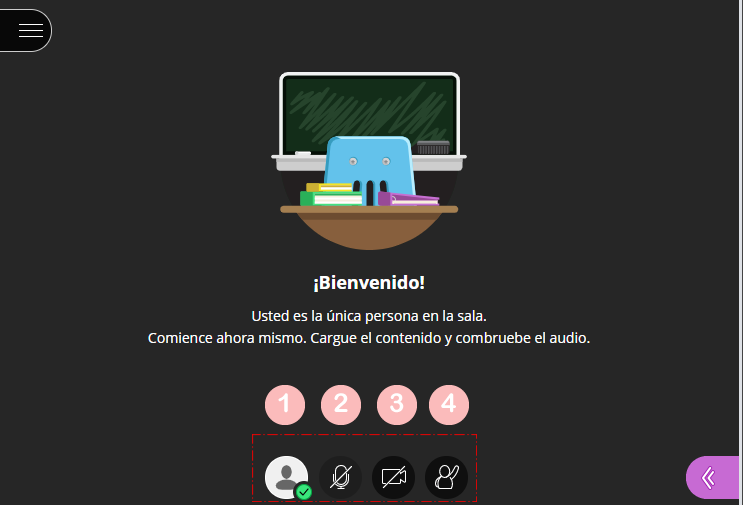 ¡Bienvenido!
Usted es la única persona en la sala.
Comience ahora mismo. Cargue el contenido y combruebe el audio.
1 2 3 4